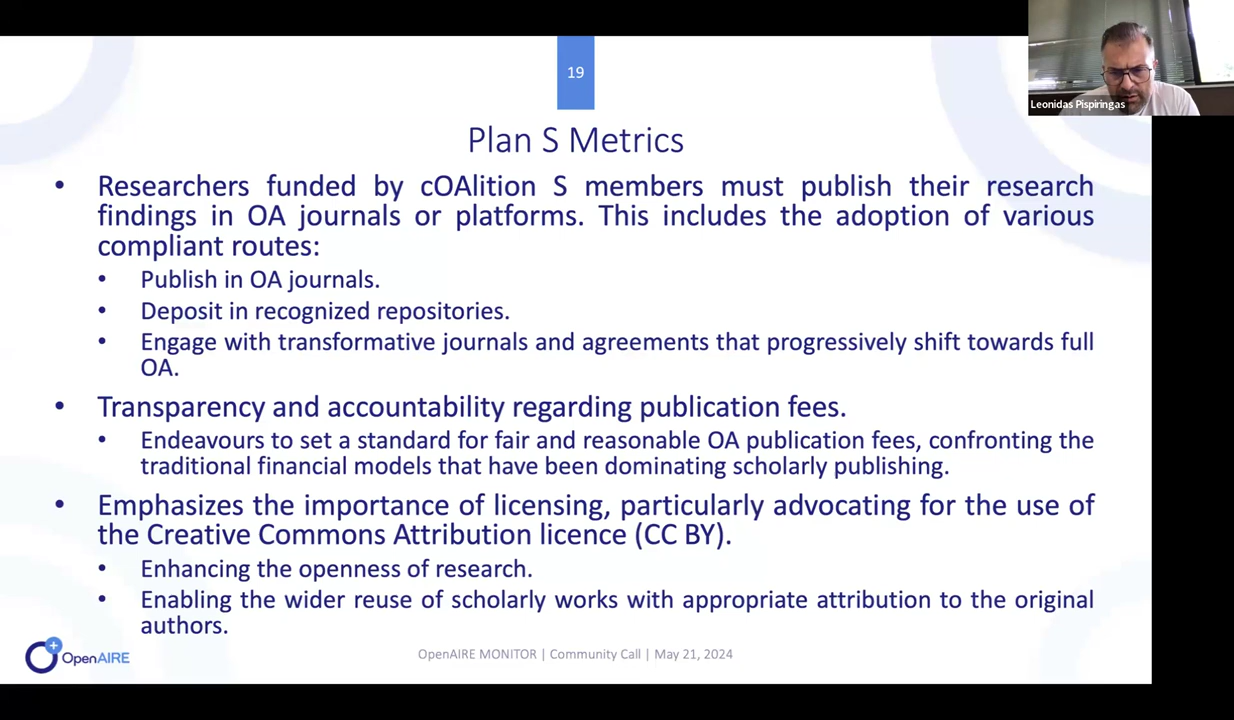 19
Leonidas Pispiringas
Plan S Metrics
• Researchers funded by cOAlition S members must publish their research
findings in OA journals or platforms. This includes the adoption of various
compliant routes:
• Publish in OA journals.
• Deposit in recognized repositories.
• Engage with transformative journals and agreements that progressively shift towards full
OA.
• Transparency and accountability regarding publication fees.
• Endeavours to set a standard for fair and reasonable OA publication fees, confronting the
traditional financial models that have been dominating scholarly publishing.
• Emphasizes the importance of licensing, particularly advocating for the use of
the Creative Commons Attribution licence (CC BY).
• Enhancing the openness of research.
• Enabling the wider reuse of scholarly works with appropriate attribution to the original
authors.
OpenAIRE
OpenAIRE MONITOR | Community Call | May 21, 2024